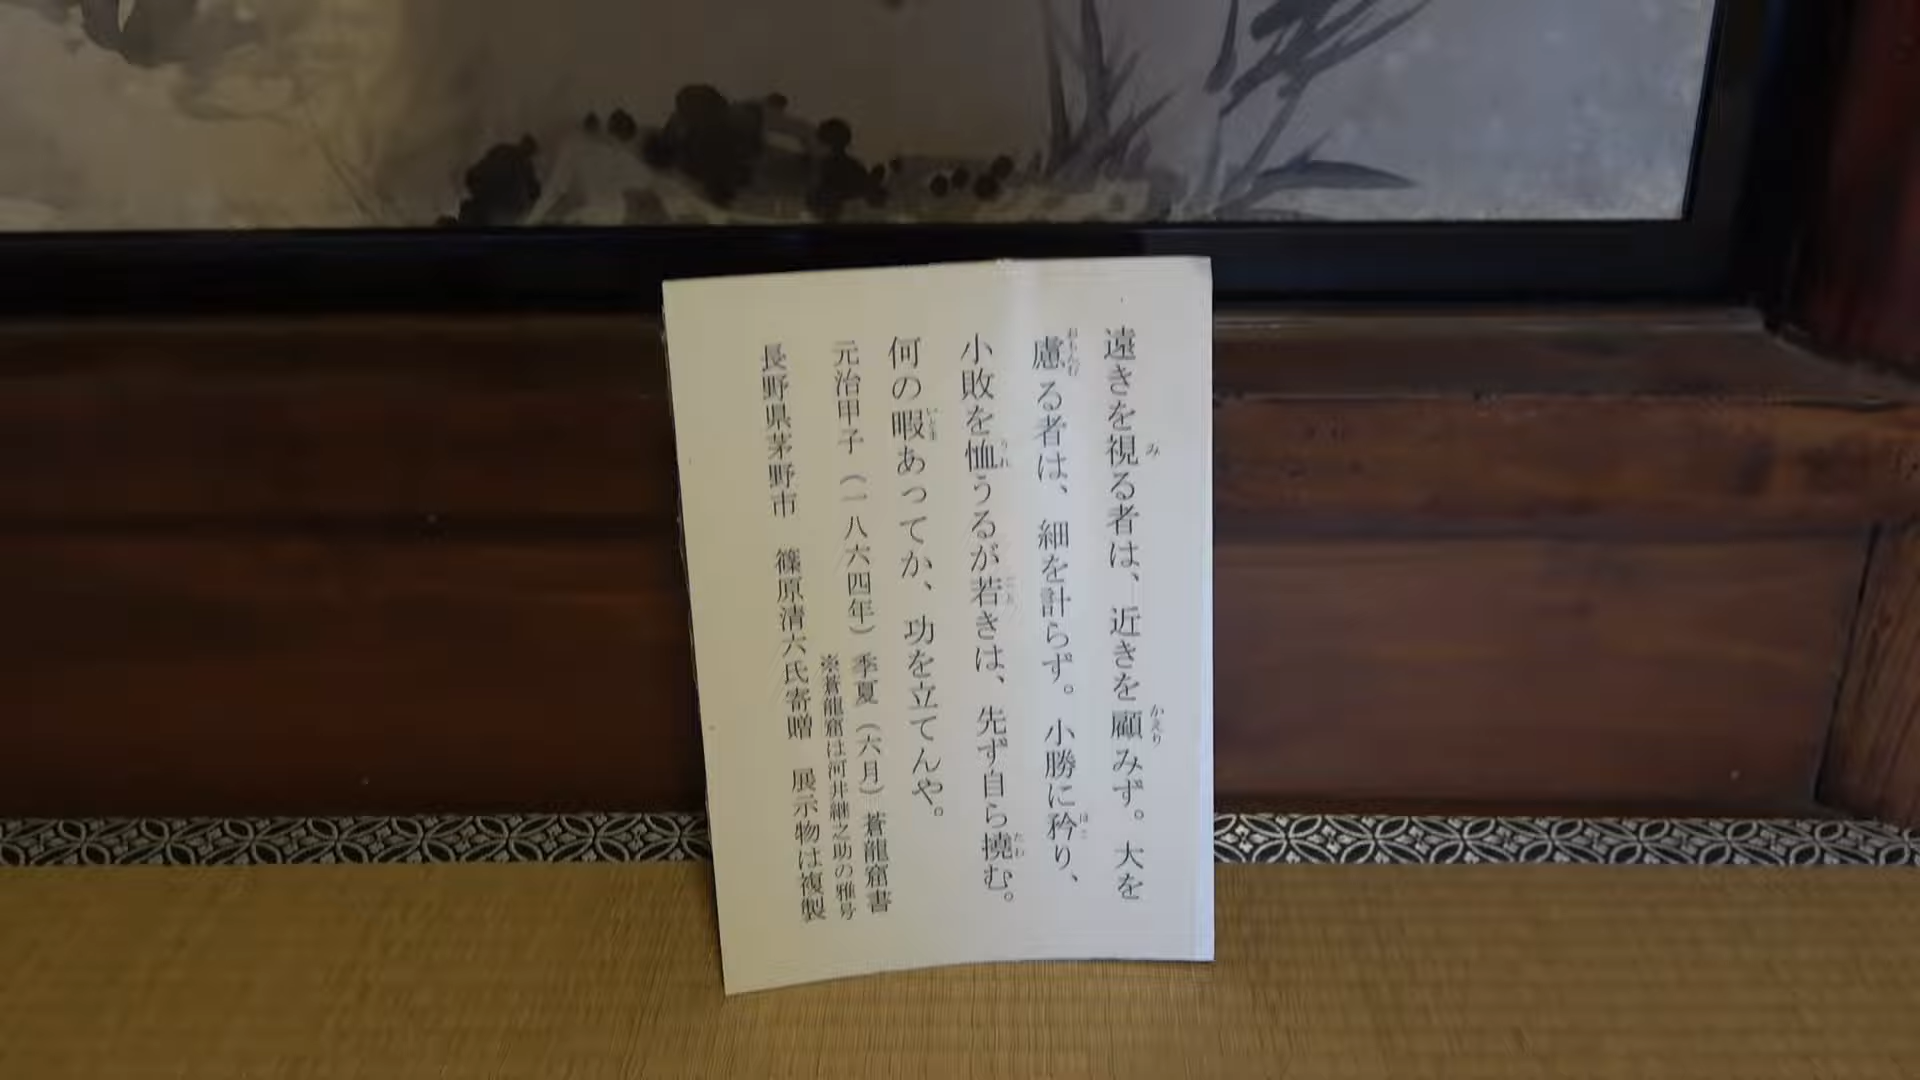 遠きを視る者は、近きを顧みず。大を
慮る者は、細を計らず。小勝に矜り、
小敗を恤うるが若きは、先ず自ら撓む。
何の暇あってか、功を立てんや。
元治甲子（一八六四年）季夏（六月）蒼龍窟書
※蒼龍窟は河井継之助の雅号
長野県茅野市　篠原清六氏寄贈　展示物は複製